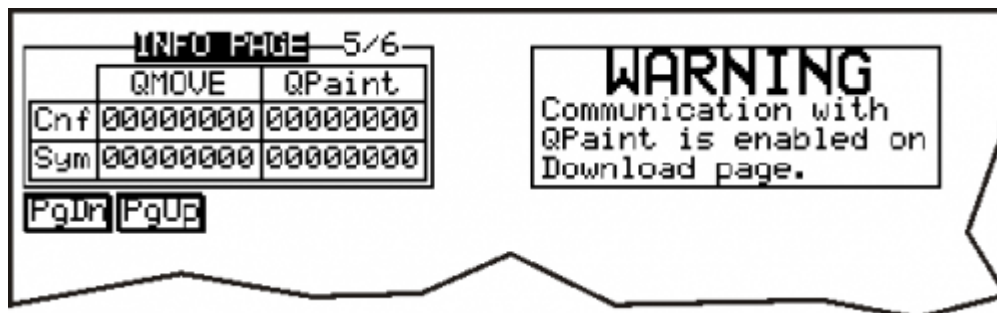 INFO PAGE 5/6
QMOVE QPaint
Cnf 00000000 00000000
Sym 00000000 00000000
PgDn PgUp
WARNING
Communication with
QPaint is enabled on
Download page.